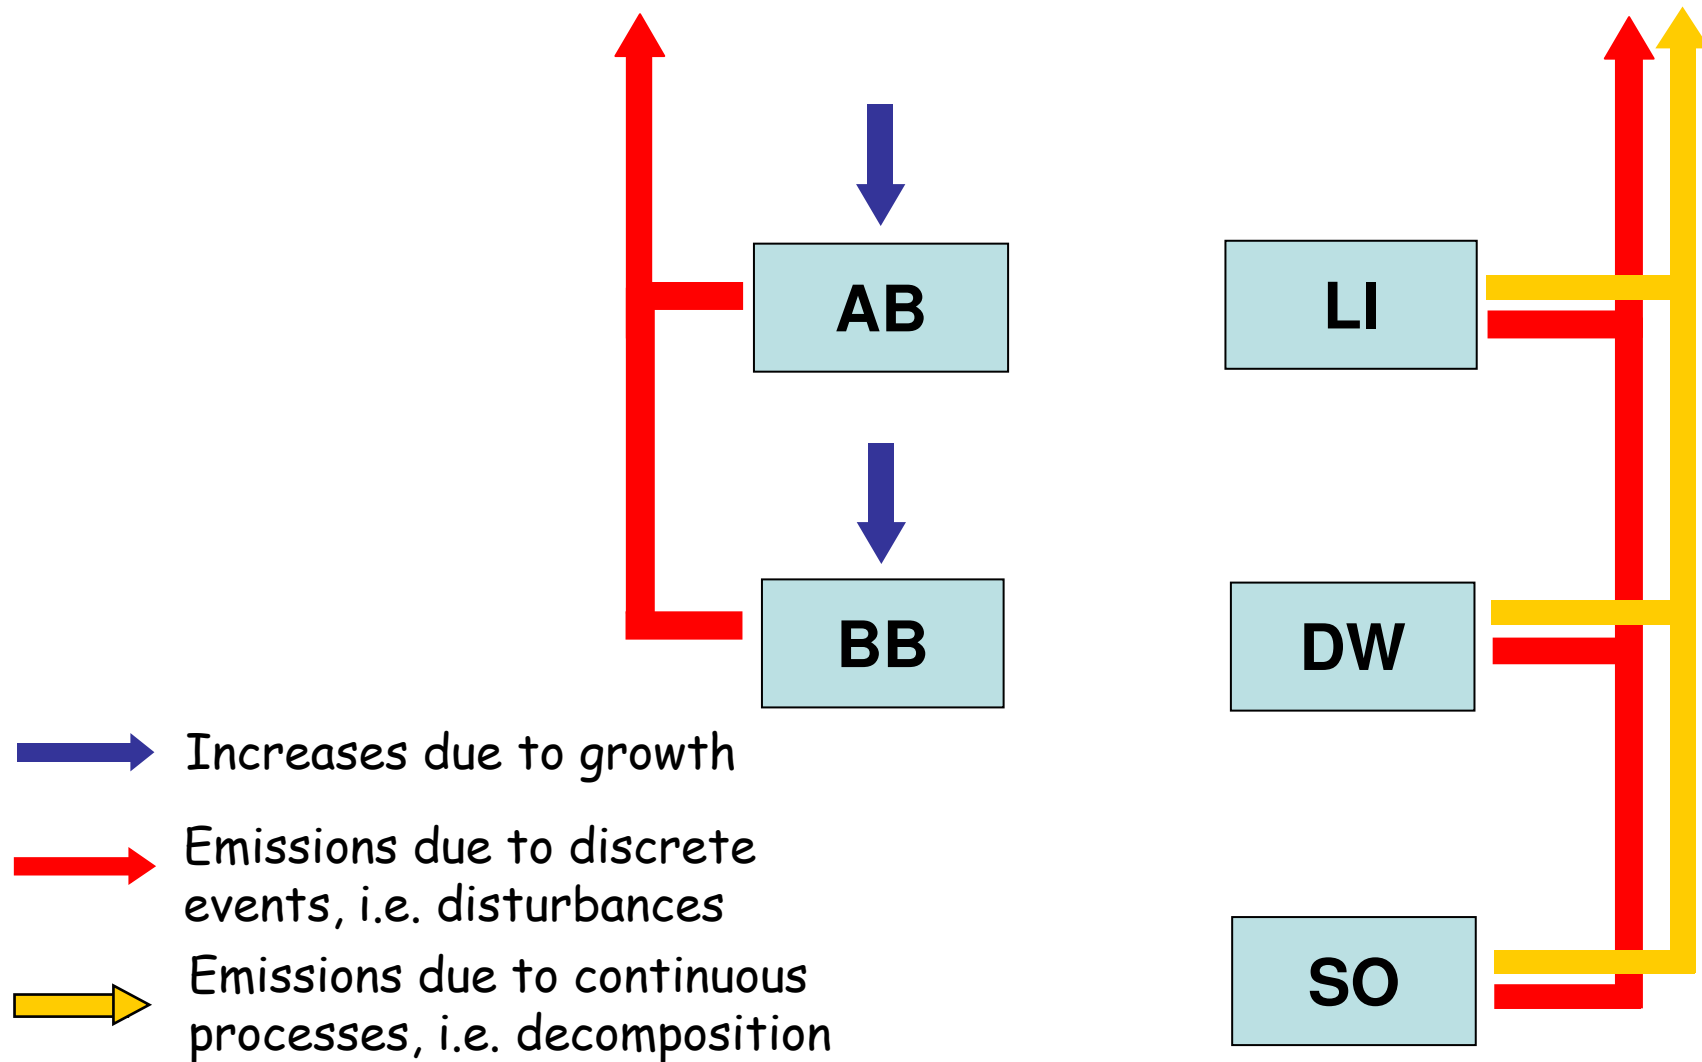 AB
LI
BB
DW
Increases due to growth
Emissions due to discrete
events, i.e. disturbances
Emissions due to continuous
processes, i.e. decomposition
SO